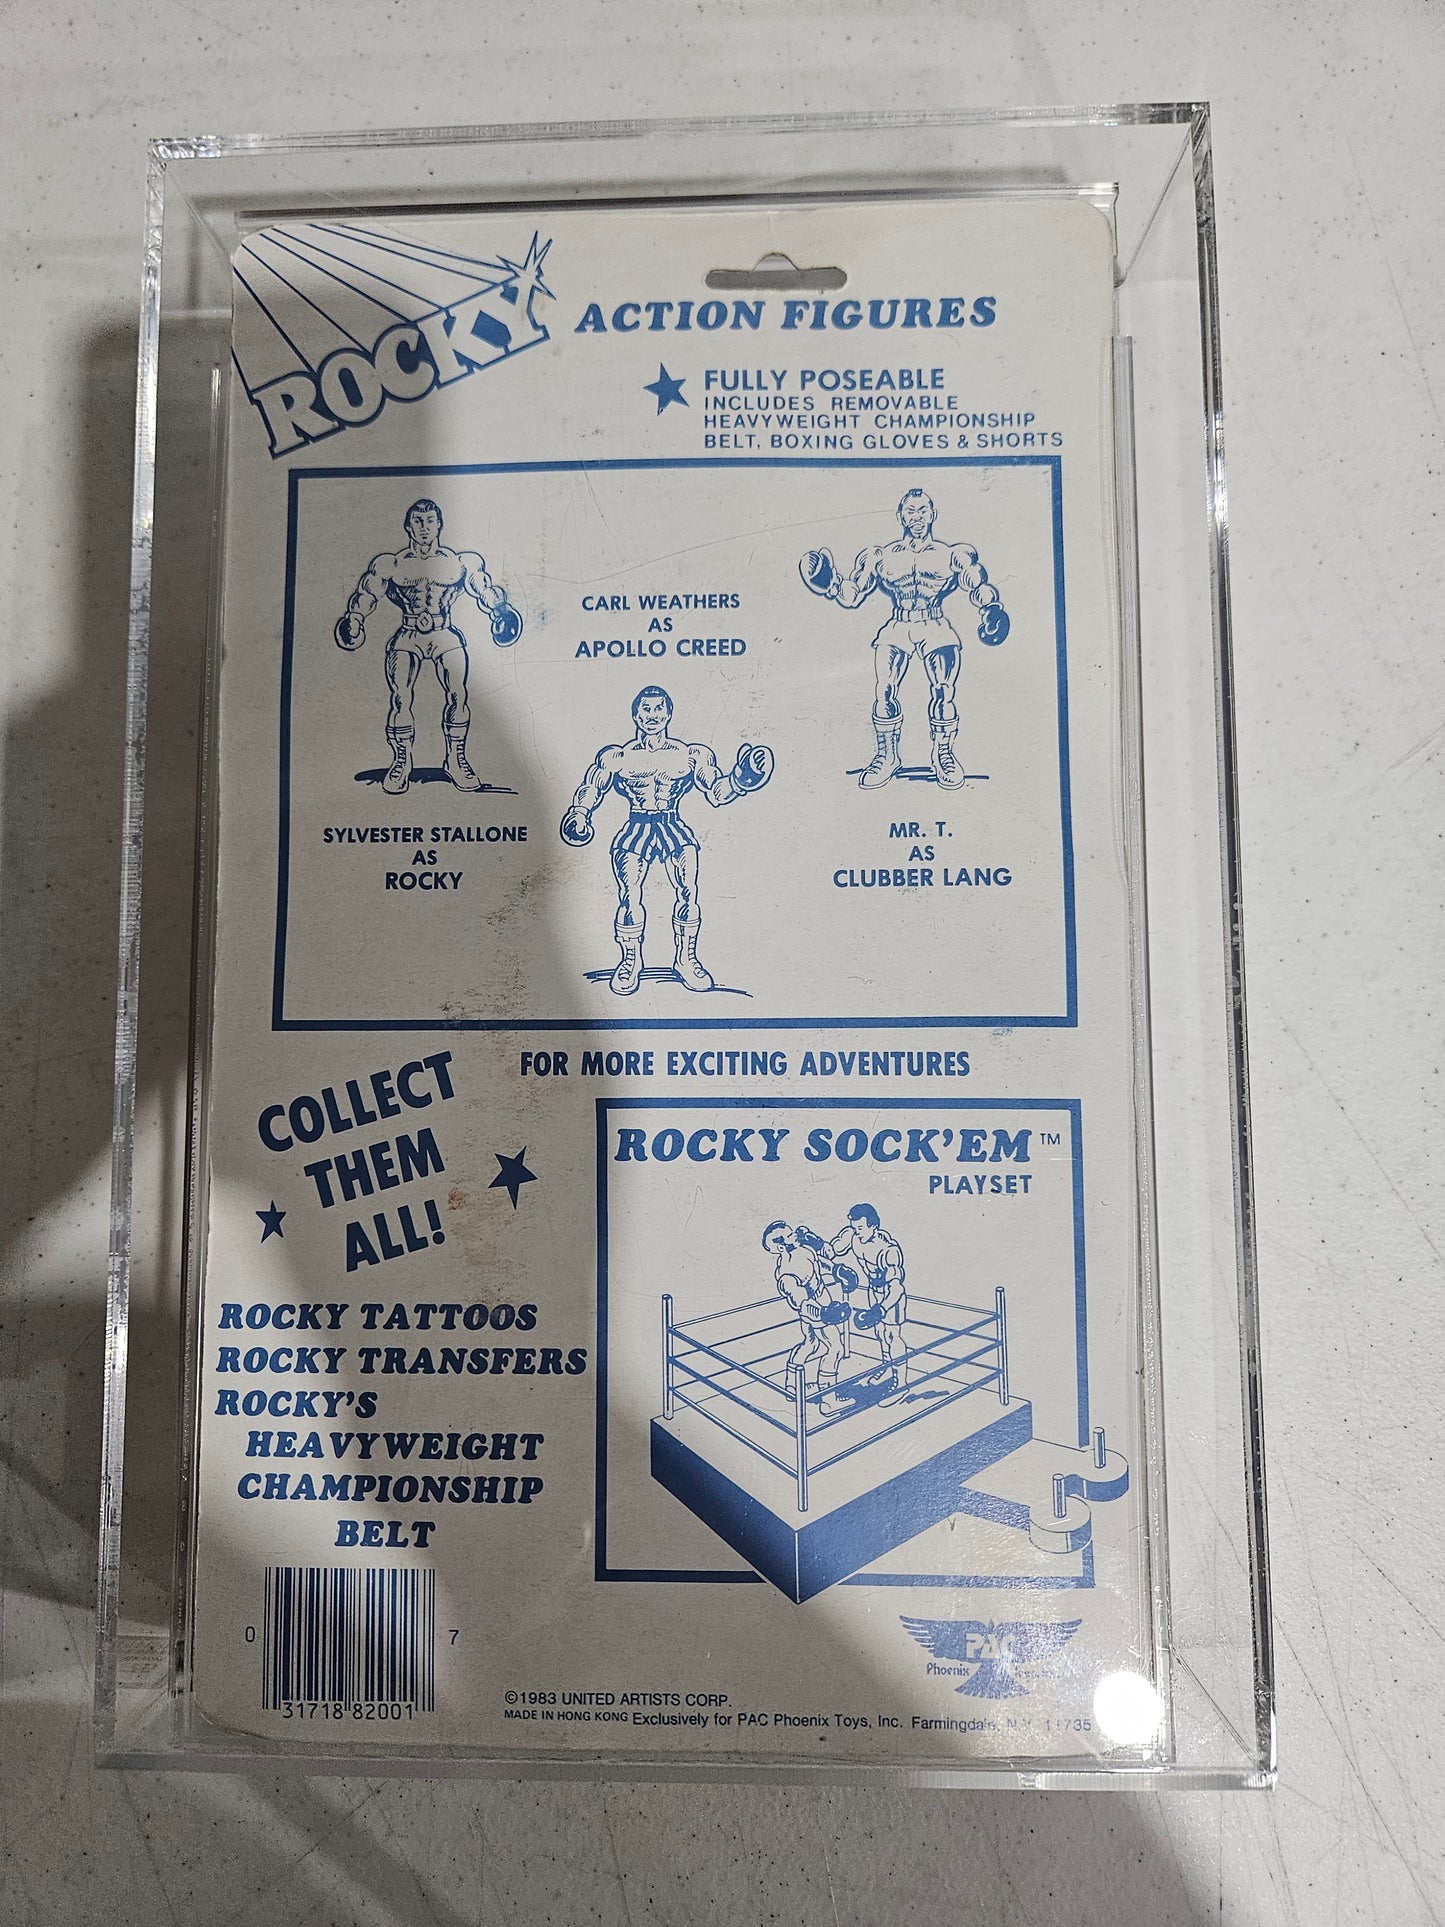 ROCKY
ACTION FIGURES
FULLY POSEABLE
INCLUDES REMOVABLE
HEAVYWEIGHT CHAMPIONSHIP
BELT, BOXING GLOVES & SHORTS
CARL WEATHERS
AS
APOLLO CREED
SYLVESTER STALLONE
AS
ROCKY
MR. T.
AS
CLUBBER LANG
FOR MORE EXCITING ADVENTURES
COLLECT
THEM
ALL!
ROCKY SOCK'EM™
PLAYSET
ROCKY TATTOOS
ROCKY TRANSFERS
ROCKY'S
HEAVYWEIGHT
CHAMPIONSHIP
BELT
0 31718 82001 7
PAC
Phoenix
©1983 UNITED ARTISTS CORP.
MADE IN HONG KONG Exclusively for PAC Phoenix Toys, Inc. Farmingdale, N.Y. 11735